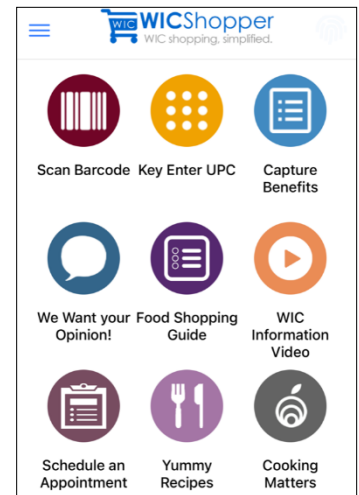 WIC WICShopper
WIC shopping, simplified.
Scan Barcode Key Enter UPC Capture
Benefits
We Want your Food Shopping WIC
Opinion! Guide Information
Video
Schedule an Yummy Cooking
Appointment Recipes Matters